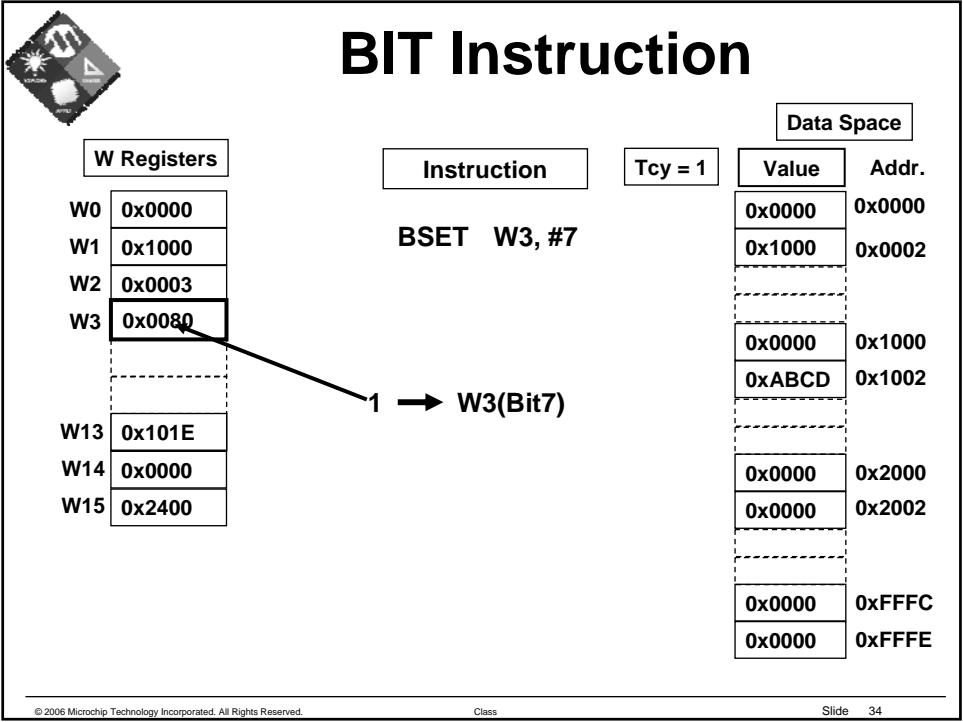 BIT Instruction
Data Space
W Registers
Instruction
Tcy = 1
Value Addr.
W0 0x0000
W1 0x1000
W2 0x0003
W3 0x0080
W13 0x101E
W14 0x0000
W15 0x2400
BSET W3, #7
1 → W3(Bit7)
0x0000 0x0000
0x1000 0x0002
0x0000 0x1000
0xABCD 0x1002
0x0000 0x2000
0x0000 0x2002
0x0000 0xFFFC
0x0000 0xFFFE
© 2006 Microchip Technology Incorporated. All Rights Reserved. Class Slide 34